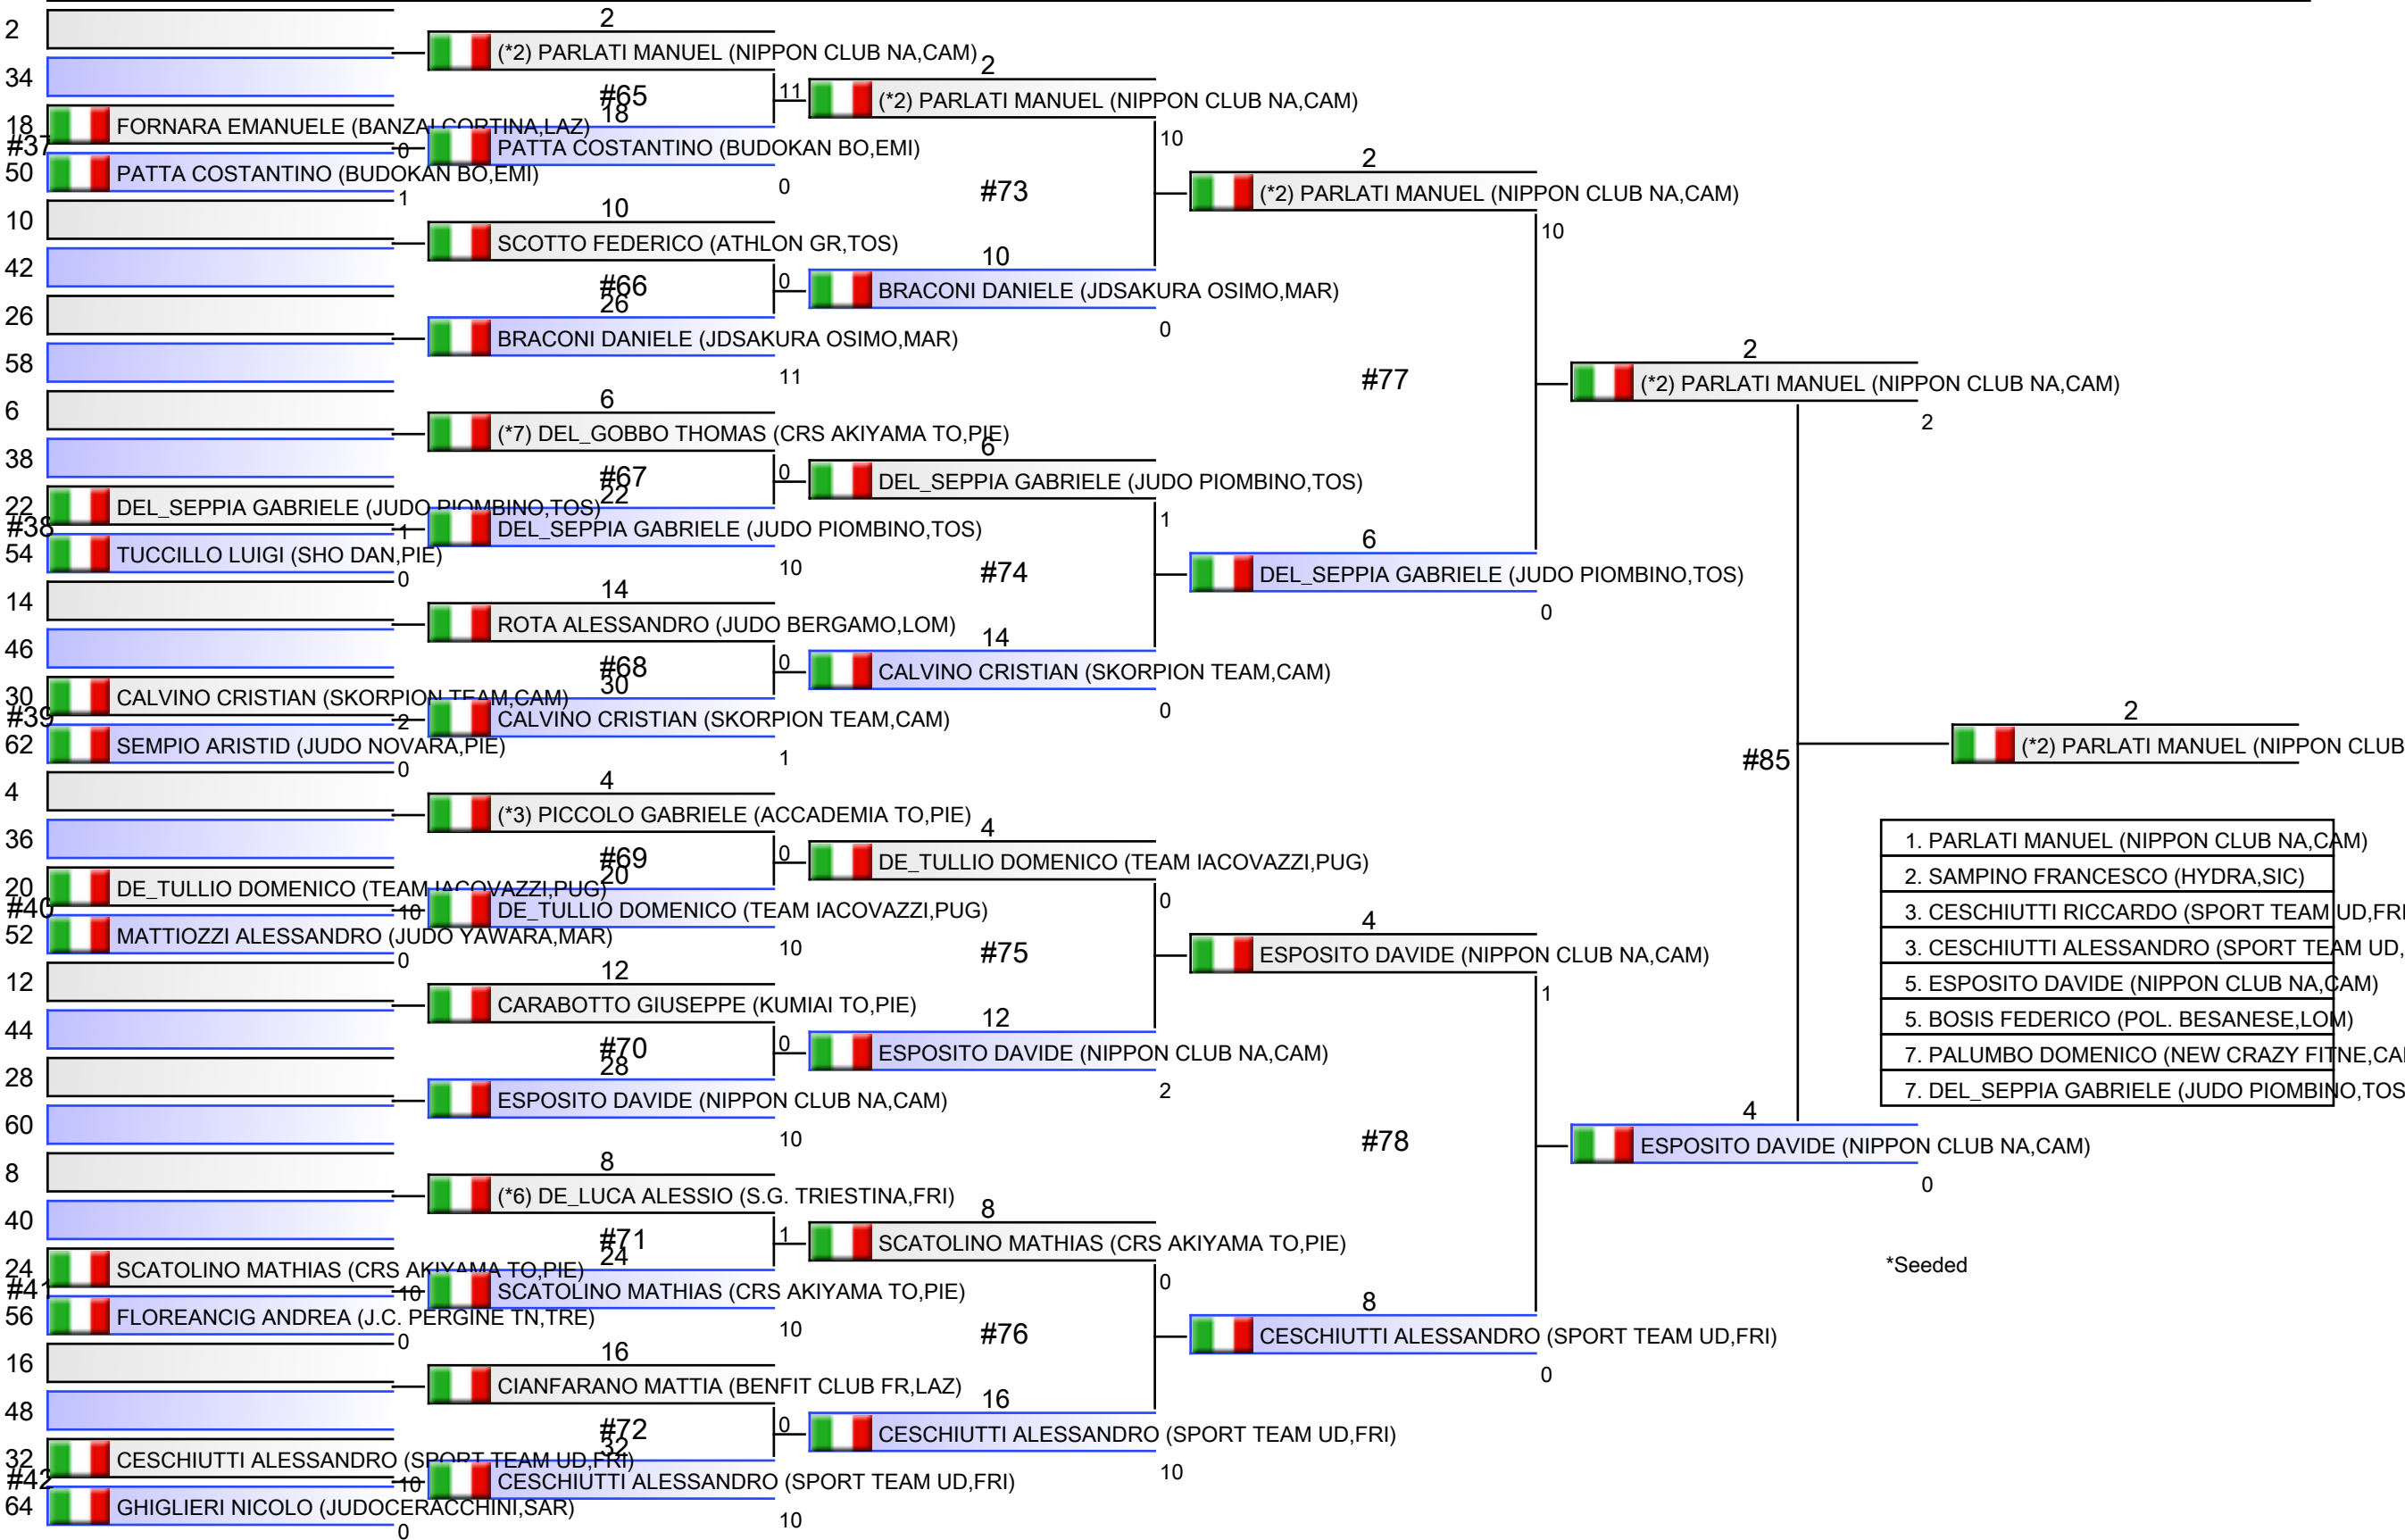 2
34
18
#37
50
10
42
26
58
6
38
22
#38
54
14
46
30
#39
62
4
36
20
#40
52
12
44
28
60
8
40
24
#41
56
16
48
32
#42
64
FORNARA EMANUELE (BANZAI CORTINA,LAZ)
0
PATTA COSTANTINO (BUDOKAN BO,EMI)
1
DEL_SEPPIA GABRIELE (JUDO PIOMBINO,TOS)
1
TUCCILLO LUIGI (SHO DAN,PIE)
0
CALVINO CRISTIAN (SKORPION TEAM,CAM)
2
SEMPIO ARISTID (JUDO NOVARA,PIE)
0
DE_TULLIO DOMENICO (TEAM IACOVAZZI,PUG)
10
MATTIOZZI ALESSANDRO (JUDO YAWARA,MAR)
0
SCATOLINO MATHIAS (CRS AKIYAMA TO,PIE)
10
FLOREANCIG ANDREA (J.C. PERGINE TN,TRE)
0
CESCHIUTTI ALESSANDRO (SPORT TEAM UD,FRI)
10
GHIGLIERI NICOLO (JUDOCERACCHINI,SAR)
0
2
(*2) PARLATI MANUEL (NIPPON CLUB NA,CAM)
11
#65
18
PATTA COSTANTINO (BUDOKAN BO,EMI)
0
10
SCOTTO FEDERICO (ATHLON GR,TOS)
0
#66
26
BRACONI DANIELE (JDSAKURA OSIMO,MAR)
11
6
(*7) DEL_GOBBO THOMAS (CRS AKIYAMA TO,PIE)
0
#67
22
DEL_SEPPIA GABRIELE (JUDO PIOMBINO,TOS)
10
14
ROTA ALESSANDRO (JUDO BERGAMO,LOM)
0
#68
30
CALVINO CRISTIAN (SKORPION TEAM,CAM)
1
4
(*3) PICCOLO GABRIELE (ACCADEMIA TO,PIE)
0
#69
20
DE_TULLIO DOMENICO (TEAM IACOVAZZI,PUG)
10
12
CARABOTTO GIUSEPPE (KUMIAI TO,PIE)
0
#70
28
ESPOSITO DAVIDE (NIPPON CLUB NA,CAM)
10
8
(*6) DE_LUCA ALESSIO (S.G. TRIESTINA,FRI)
1
#71
24
SCATOLINO MATHIAS (CRS AKIYAMA TO,PIE)
10
16
CIANFARANO MATTIA (BENFIT CLUB FR,LAZ)
0
#72
32
CESCHIUTTI ALESSANDRO (SPORT TEAM UD,FRI)
10
2
(*2) PARLATI MANUEL (NIPPON CLUB NA,CAM)
10
#73
10
BRACONI DANIELE (JDSAKURA OSIMO,MAR)
0
6
DEL_SEPPIA GABRIELE (JUDO PIOMBINO,TOS)
1
#74
14
CALVINO CRISTIAN (SKORPION TEAM,CAM)
0
4
DE_TULLIO DOMENICO (TEAM IACOVAZZI,PUG)
0
#75
12
ESPOSITO DAVIDE (NIPPON CLUB NA,CAM)
2
8
SCATOLINO MATHIAS (CRS AKIYAMA TO,PIE)
0
#76
16
CESCHIUTTI ALESSANDRO (SPORT TEAM UD,FRI)
10
2
(*2) PARLATI MANUEL (NIPPON CLUB NA,CAM)
10
#77
6
DEL_SEPPIA GABRIELE (JUDO PIOMBINO,TOS)
0
4
ESPOSITO DAVIDE (NIPPON CLUB NA,CAM)
1
#78
8
CESCHIUTTI ALESSANDRO (SPORT TEAM UD,FRI)
0
2
(*2) PARLATI MANUEL (NIPPON CLUB NA,CAM)
2
#85
4
ESPOSITO DAVIDE (NIPPON CLUB NA,CAM)
0
2
(*2) PARLATI MANUEL (NIPPON CLUB
1. PARLATI MANUEL (NIPPON CLUB NA,CAM)
2. SAMPINO FRANCESCO (HYDRA,SIC)
3. CESCHIUTTI RICCARDO (SPORT TEAM UD,FRI
3. CESCHIUTTI ALESSANDRO (SPORT TEAM UD,
5. ESPOSITO DAVIDE (NIPPON CLUB NA,CAM)
5. BOSIS FEDERICO (POL. BESANESE,LOM)
7. PALUMBO DOMENICO (NEW CRAZY FITNE,CA
7. DEL_SEPPIA GABRIELE (JUDO PIOMBINO,TOS
*Seeded